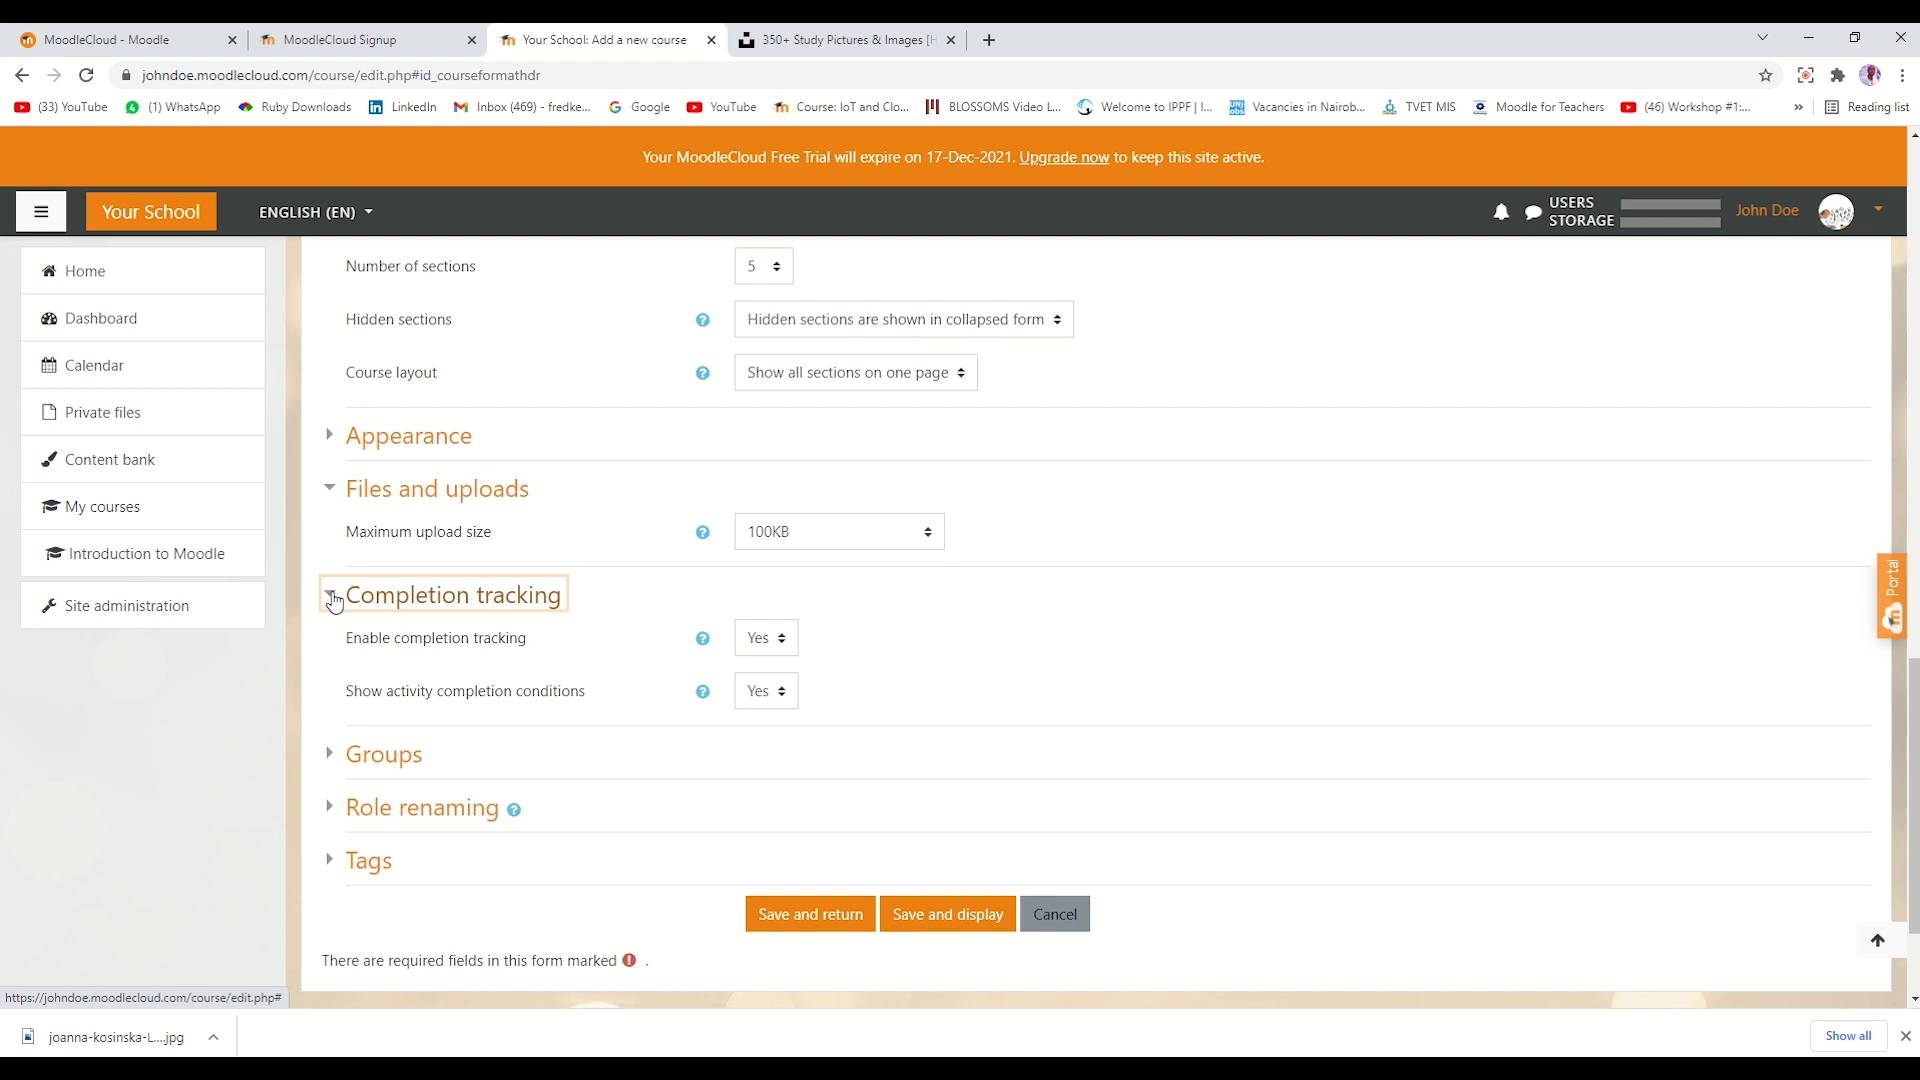 MoodleCloud - Moodle
MoodleCloud Signup
Your School: Add a new course
350+ Study Pictures & Images [H
johndoe.moodlecloud.com/course/edit.php#id_courseformathdr
(33) YouTube
(1) WhatsApp
Ruby Downloads
LinkedIn
Inbox (469) - fredke...
Google
YouTube
Course: IoT and Clo...
BLOSSOMS Video L...
Welcome to IPPF | I...
Vacancies in Nairob...
TVET MIS
Moodle for Teachers
(46) Workshop #1:...
»
Reading list
Your MoodleCloud Free Trial will expire on 17-Dec-2021. Upgrade now to keep this site active.
Your School
ENGLISH (EN)
USERS
STORAGE
John Doe
Home
Dashboard
Calendar
Private files
Content bank
My courses
Introduction to Moodle
Site administration
Number of sections
5
Hidden sections
Hidden sections are shown in collapsed form
Course layout
Show all sections on one page
Appearance
Files and uploads
Maximum upload size
100KB
Completion tracking
Enable completion tracking
Yes
Show activity completion conditions
Yes
Groups
Role renaming
Tags
Save and return
Save and display
Cancel
There are required fields in this form marked .
Portal
https://johndoe.moodlecloud.com/course/edit.php#
joanna-kosinska-L....jpg
Show all